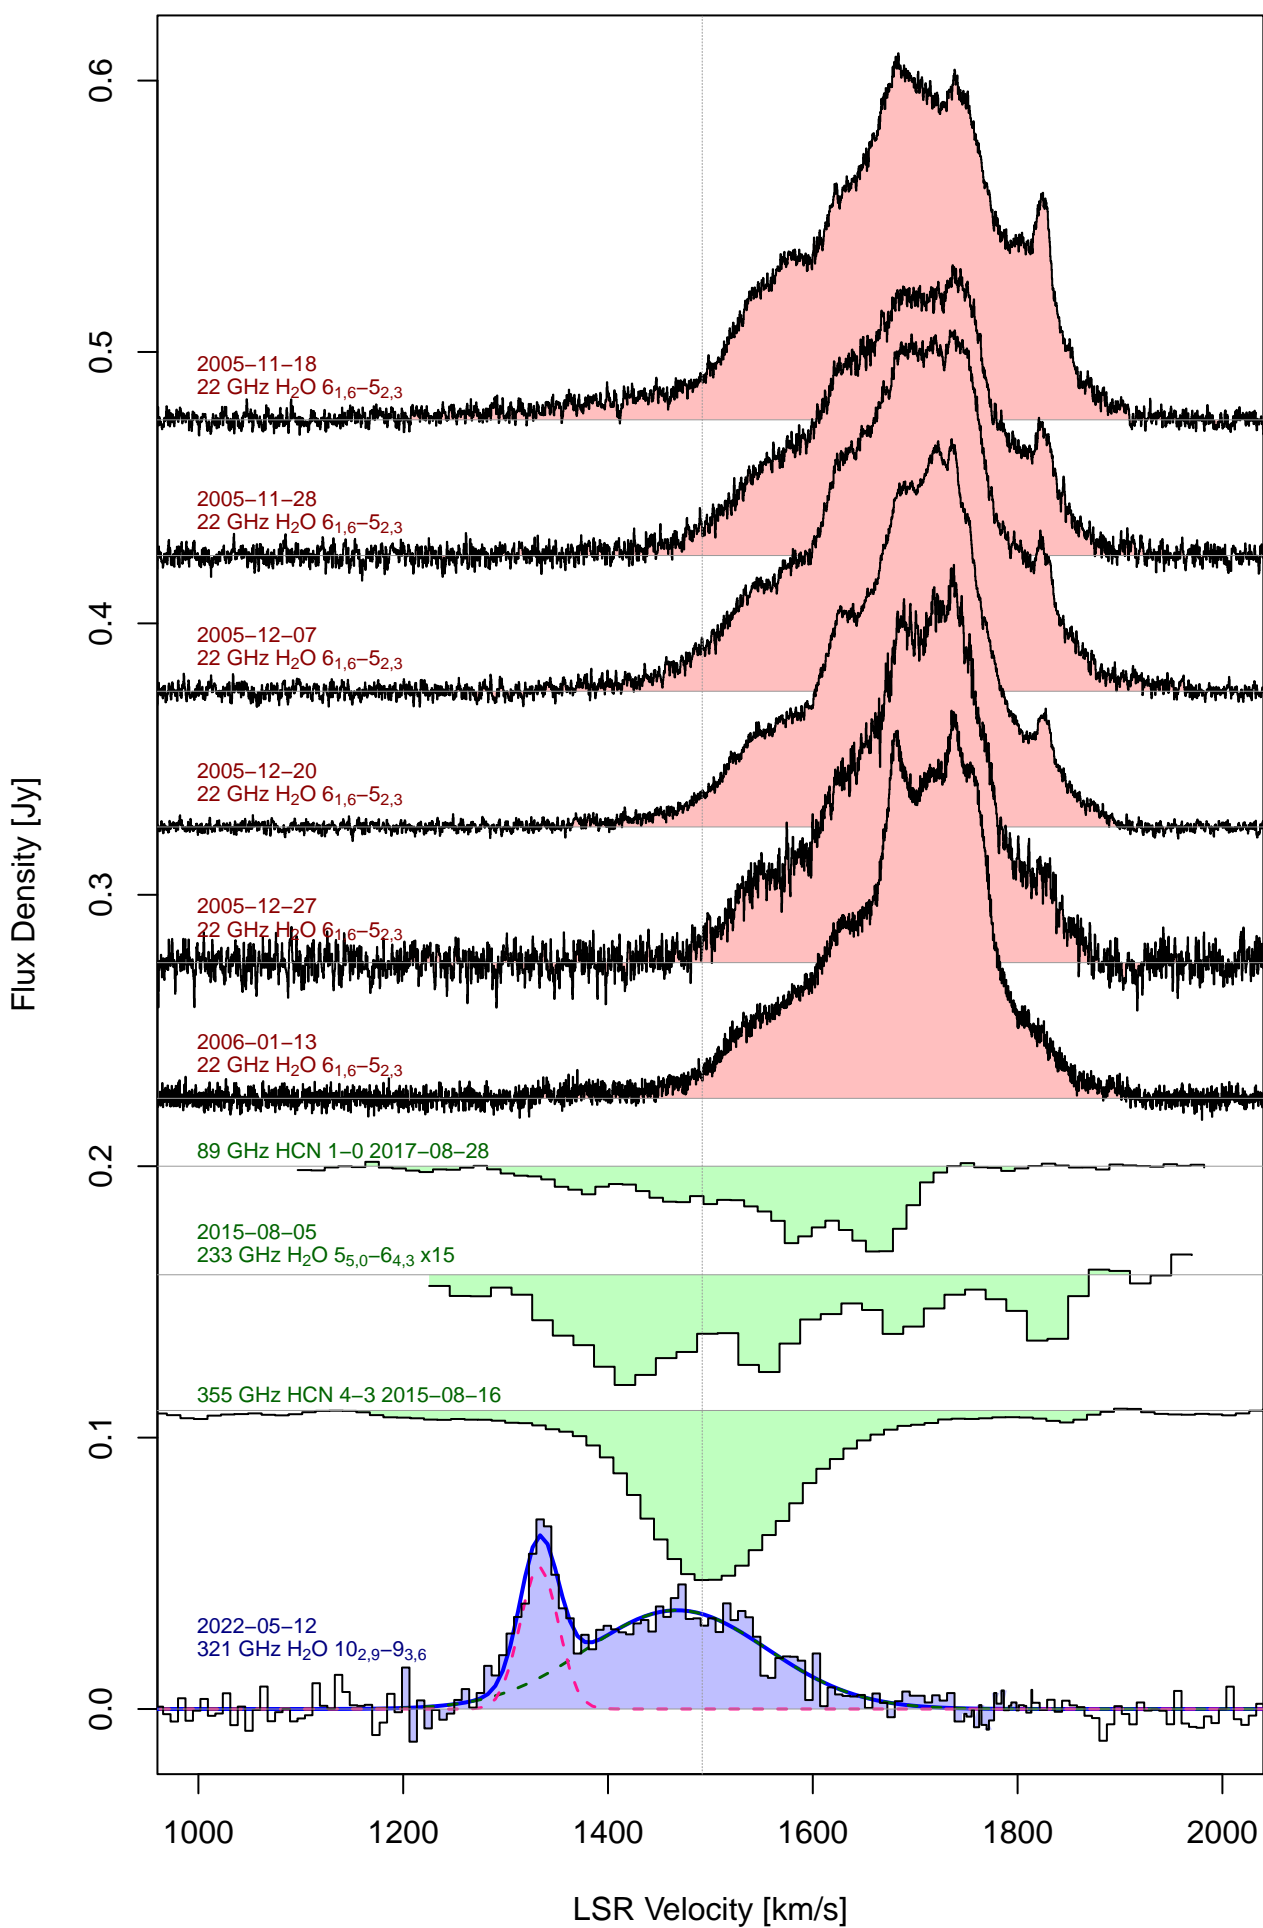 0.6
0.5
0.4
0.3
0.2
0.1
0.0
Flux Density [Jy]
2005−11−18
22 GHz H₂O 6₁,₆−5₂,₃
2005−11−28
22 GHz H₂O 6₁,₆−5₂,₃
2005−12−07
22 GHz H₂O 6₁,₆−5₂,₃
2005−12−20
22 GHz H₂O 6₁,₆−5₂,₃
2005−12−27
22 GHz H₂O 6₁,₆−5₂,₃
2006−01−13
22 GHz H₂O 6₁,₆−5₂,₃
89 GHz HCN 1−0 2017−08−28
2015−08−05
233 GHz H₂O 5₅,₀−6₄,₃ x15
355 GHz HCN 4−3 2015−08−16
2022−05−12
321 GHz H₂O 10₂,₉−9₃,₆
1000 1200 1400 1600 1800 2000
LSR Velocity [km/s]